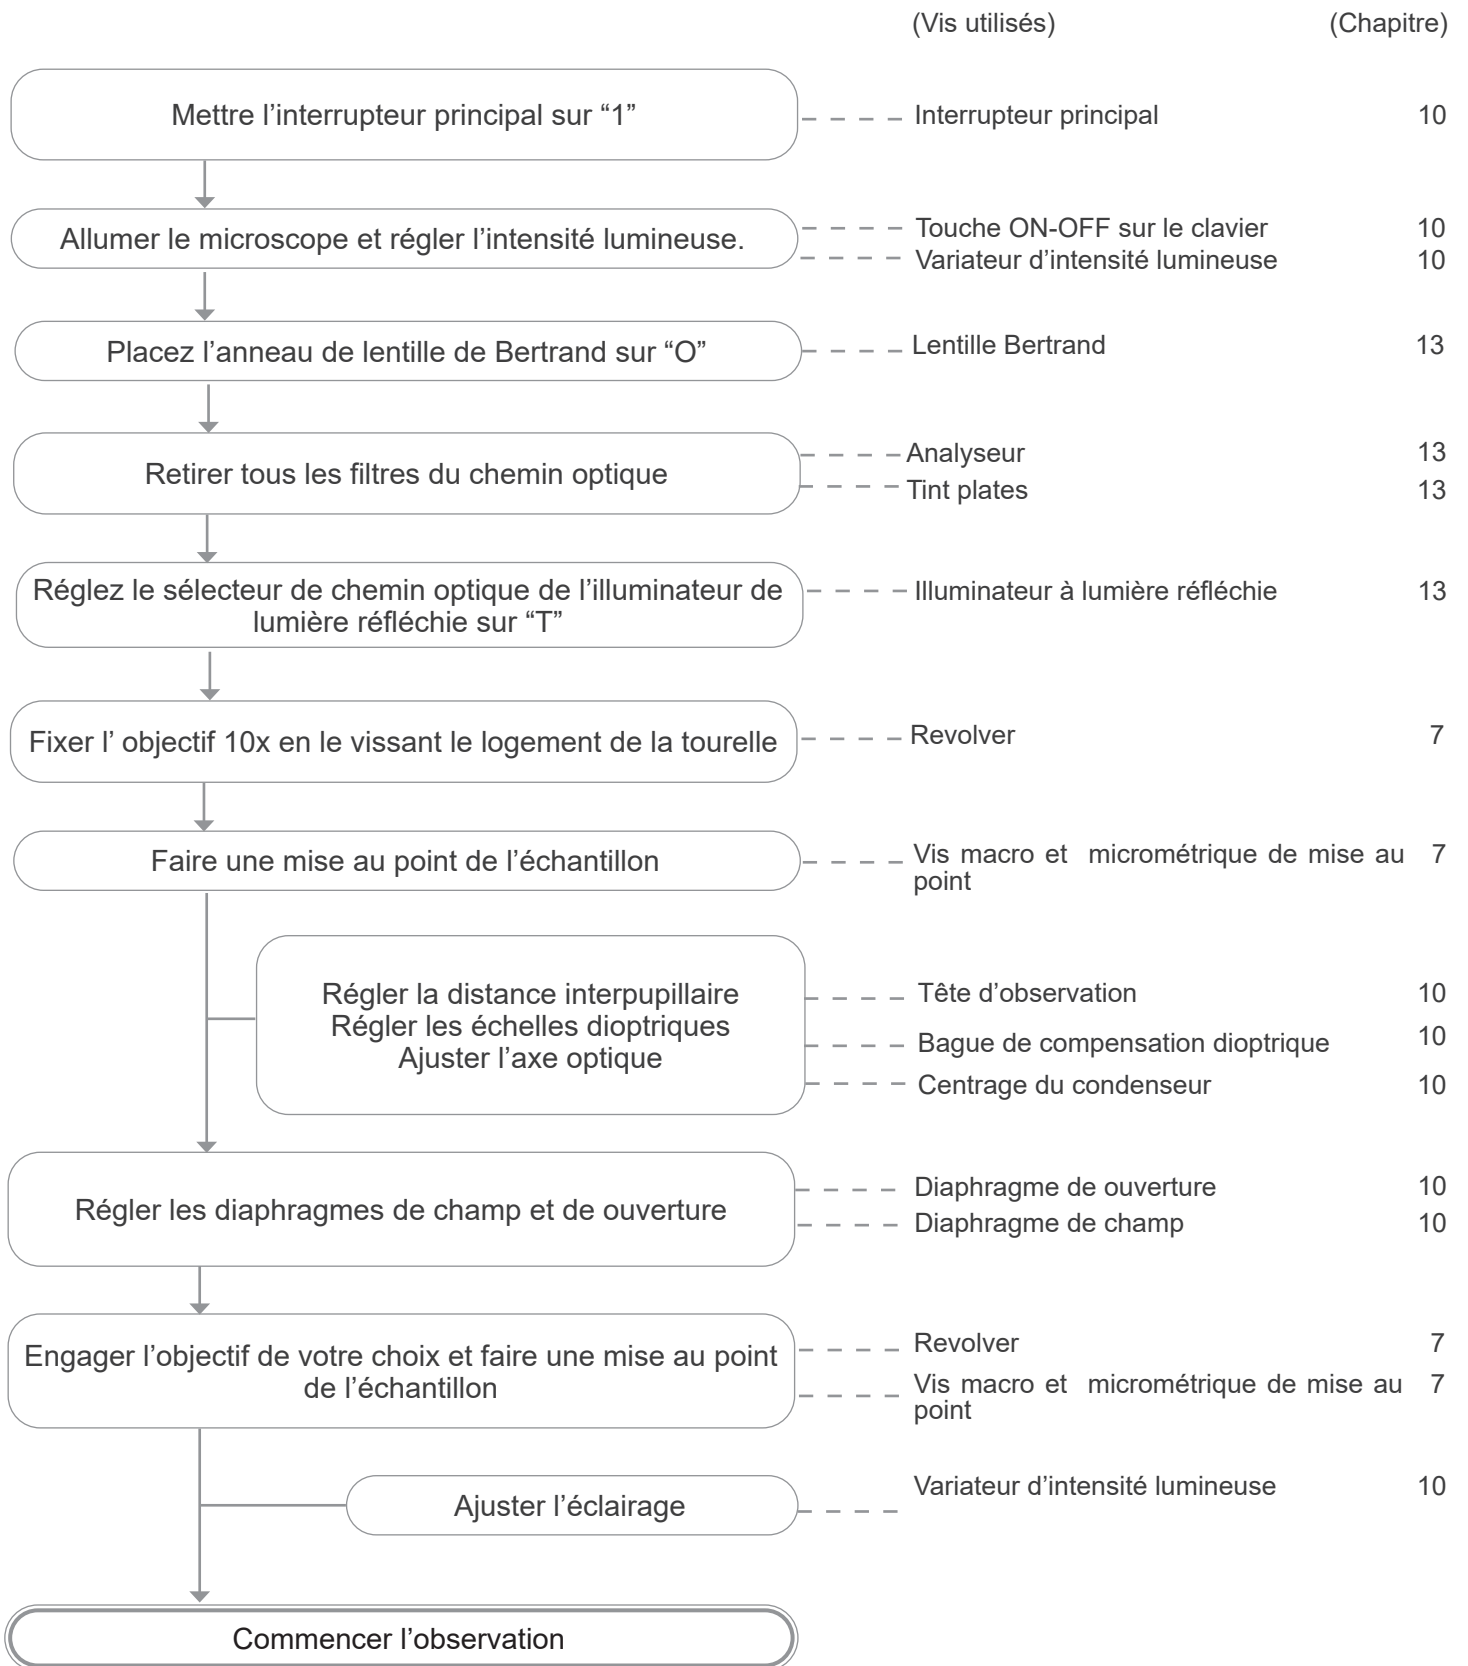 (Vis utilisés) (Chapitre)
Mettre l’interrupteur principal sur “1” Interrupteur principal 10
Allumer le microscope et régler l’intensité lumineuse. Touche ON-OFF sur le clavier 10
Variateur d’intensité lumineuse 10
Placez l’anneau de lentille de Bertrand sur “O” Lentille Bertrand 13
Retirer tous les filtres du chemin optique Analyseur 13
Tint plates 13
Réglez le sélecteur de chemin optique de l’illuminateur de Illuminateur à lumière réfléchie 13
lumière réfléchie sur “T”
Fixer l’ objectif 10x en le vissant le logement de la tourelle Revolver 7
Faire une mise au point de l’échantillon Vis macro et micrométrique de mise au 7
point
Régler la distance interpupillaire Tête d’observation 10
Régler les échelles dioptriques Bague de compensation dioptrique 10
Ajuster l’axe optique Centrage du condenseur 10
Régler les diaphragmes de champ et de ouverture Diaphragme de ouverture 10
Diaphragme de champ 10
Engager l’objectif de votre choix et faire une mise au point Revolver 7
de l’échantillon Vis macro et micrométrique de mise au 7
point
Ajuster l’éclairage Variateur d’intensité lumineuse 10
Commencer l’observation